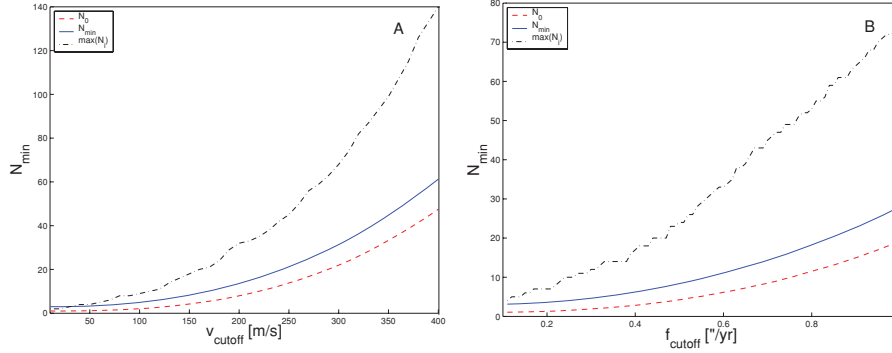 N_0
N_min
max(N_i)
A
140
120
100
80
60
40
20
0
N_min
50
100
150
200
250
300
350
400
v_cutoff [m/s]
N_0
N_min
max(N_i)
B
80
70
60
50
40
30
20
10
0
N_min
0.2
0.4
0.6
0.8
f_cutoff ["/yr]